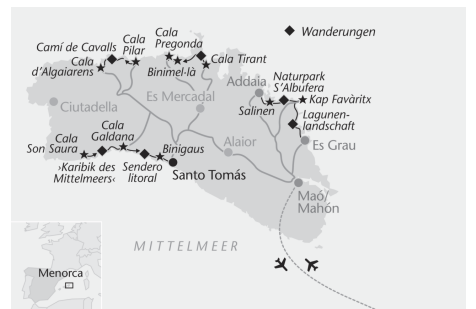 Wanderungen
Camí de Cavalls
Cala
Pilar
Cala
Pregonda
Cala
d'Algaiarens
Binimel-là
Cala Tirant
Addaia
Naturpark
S'Albufera
Kap Favàritx
Salinen
Ciutadella
Es Mercadal
Lagunen-
landschaft
Cala
Son Saura
Cala
Galdana
Binigaus
Alaior
Es Grau
›Karibik des
Mittelmeers‹
Sendero
litoral
Santo Tomás
Maó/
Mahón
MITTELMEER
Menorca